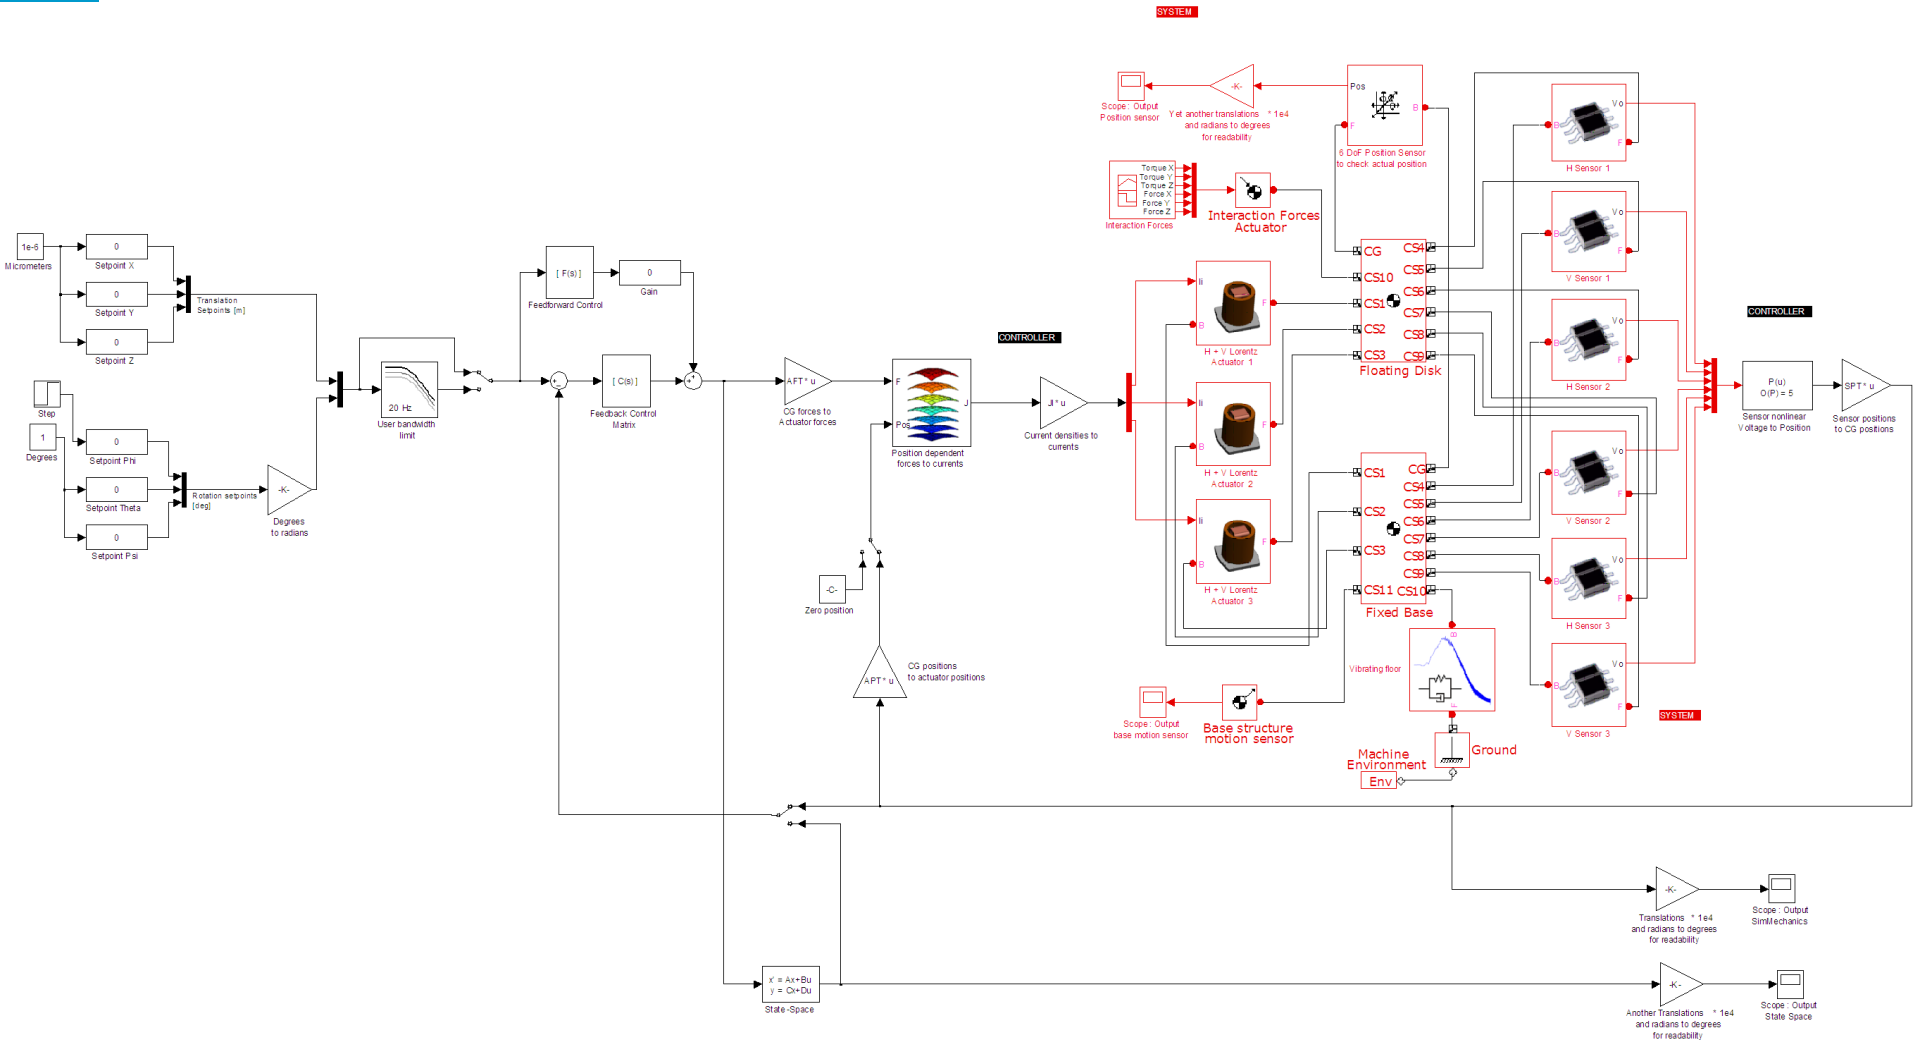 SYSTEM
1e-6
Micrometers
0
Setpoint X
0
Setpoint Y
0
Setpoint Z
Translation
Setpoints [m]
Step
1
Degrees
0
Setpoint Phi
0
Setpoint Theta
0
Setpoint Psi
Rotation setpoints
[deg]
-K-
Degrees
to radians
20 Hz
User bandwidth
limit
[ F(s) ]
Feedforward Control
0
Gain
[ C(s) ]
Feedback Control
Matrix
AFT* u
CG forces to
Actuator forces
F
Pos
J
Position dependent
forces to currents
-C-
Zero position
APT* u
CG positions
to actuator positions
CONTROLLER
JI* u
Current densities to
currents
Scope : Output
Position sensor
-K-
Yet another translations * 1e4
and radians to degrees
for readability
Pos
B
F
6 DoF Position Sensor
to check actual position
Torque X
Torque Y
Torque Z
Force X
Force Y
Force Z
Interaction Forces
Interaction Forces
Actuator
Ii
B
F
H + V Lorentz
Actuator 1
Ii
B
F
H + V Lorentz
Actuator 2
Ii
B
F
H + V Lorentz
Actuator 3
CG
CS10
CS1
CS2
CS3
CS4
CS5
CS6
CS7
CS8
CS9
Floating Disk
CS1
CS2
CS3
CS11
CG
CS4
CS5
CS6
CS7
CS8
CS9
CS10
Fixed Base
B
F
Vibrating floor
Scope : Output
base motion sensor
Base structure
motion sensor
Ground
Machine
Environment
Env
Vo
B
F
H Sensor 1
Vo
B
F
V Sensor 1
Vo
B
F
H Sensor 2
Vo
B
F
V Sensor 2
Vo
B
F
H Sensor 3
Vo
B
F
V Sensor 3
SYSTEM
CONTROLLER
P(u)
O(P) = 5
Sensor nonlinear
Voltage to Position
SPT* u
Sensor positions
to CG positions
-K-
Translations * 1e4
and radians to degrees
for readability
Scope : Output
SimMechanics
x' = Ax+Bu
y = Cx+Du
State-Space
-K-
Another Translations * 1e4
and radians to degrees
for readability
Scope : Output
State Space